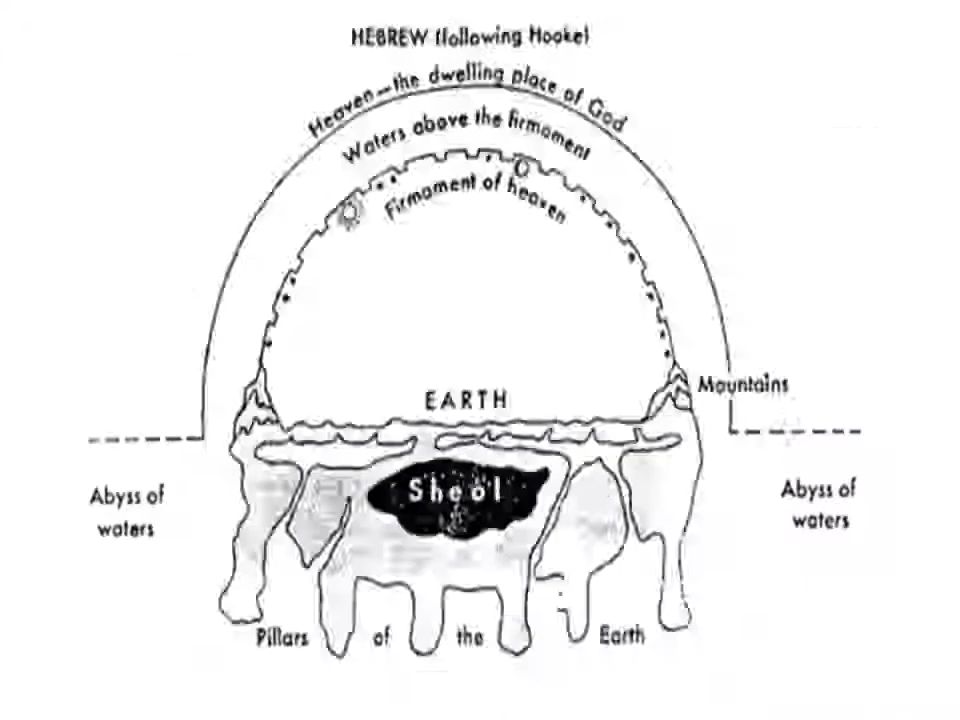 HEBREW (following Hooke)
Heaven—the dwelling place of God
Waters above the firmament
Firmament of heaven
Mountains
EARTH
Sheol
Abyss of
waters
Abyss of
waters
Pillars of the Earth